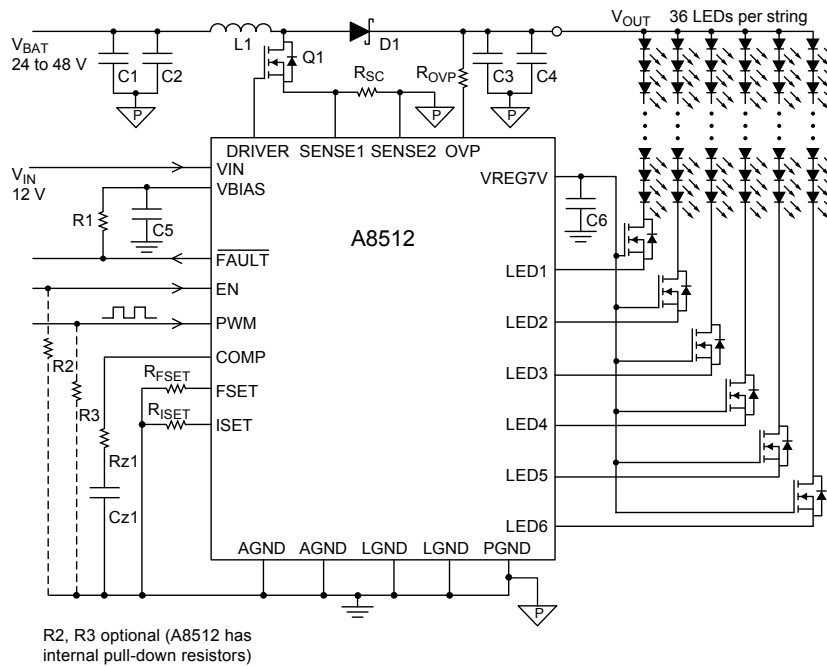 V_OUT 36 LEDs per string
V_BAT
24 to 48 V
L1
D1
Q1
C1
C2
R_SC
R_OVP
C3
C4
P
P
P
DRIVER SENSE1 SENSE2 OVP
V_IN
12 V
VIN
VBIAS
VREG7V
R1
C5
C6
A8512
FAULT
LED1
EN
PWM
LED2
R2
R3
COMP
R_FSET
FSET
LED3
R_ISET
ISET
LED4
Rz1
LED5
Cz1
LED6
AGND AGND LGND LGND PGND
P
R2, R3 optional (A8512 has
internal pull-down resistors)